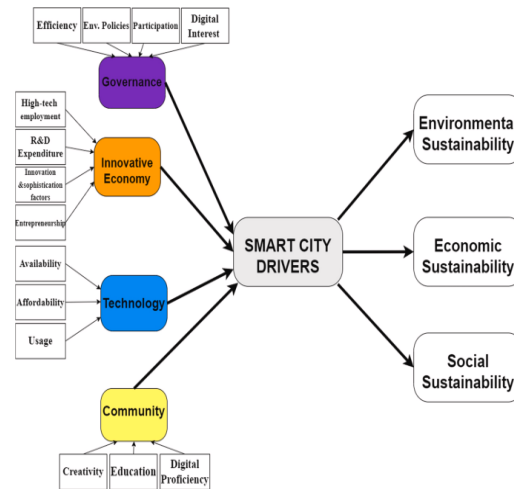 Efficiency
Env. Policies
Participation
Digital
Interest
Governance
High-tech
employment
R&D
Expenditure
Innovation
&sophistication
factors
Entrepreneurship
Innovative
Economy
Availability
Affordability
Usage
Technology
Community
Creativity
Education
Digital
Proficiency
SMART CITY
DRIVERS
Environmenta
Sustainability
Economic
Sustainability
Social
Sustainability